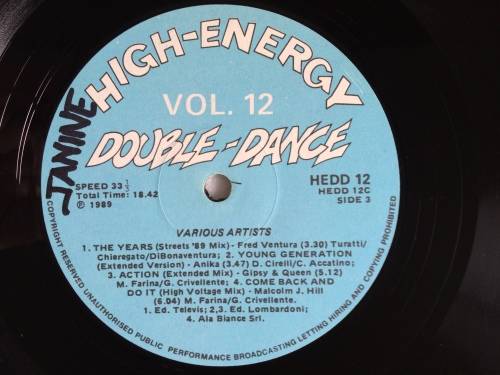 JANINE
HIGH-ENERGY
VOL. 12
DOUBLE-DANCE
SPEED 33⅓
Total Time: 18.42
℗ 1989
HEDD 12
HEDD 12C
SIDE 3
VARIOUS ARTISTS
1. THE YEARS (Streets '89 Mix) - Fred Ventura (3.30) Turatti/
Chieregato/DiBonaventura; 2. YOUNG GENERATION
(Extended Version) - Anika (3.47) D. Cirelli/C. Accatino;
3. ACTION (Extended Mix) - Gipsy & Queen (5.12)
M. Farina/G. Crivellente. 4. COME BACK AND
DO IT (High Voltage Mix) - Malcolm J. Hill
(6.04) M. Farina/G. Crivellente.
1. Ed. Televis; 2,3. Ed. Lombardoni;
4. Ala Biance Srl.
COPYRIGHT RESERVED UNAUTHORISED PUBLIC PERFORMANCE BROADCASTING LETTING HIRING AND COPYING PROHIBITED